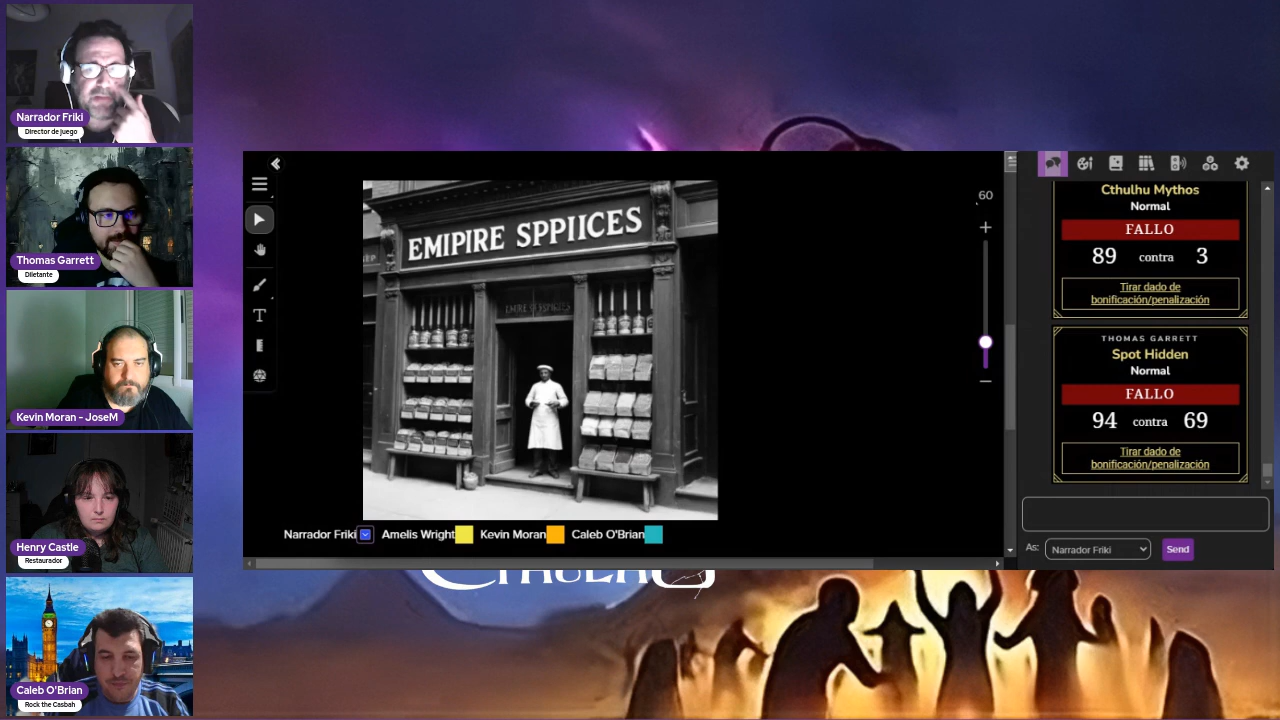 Narrador Friki
Director de juego
Thomas Garrett
Diletante
Kevin Moran - JoseM
Henry Castle
Restaurador
Caleb O'Brian
Rock the Casbah
EMIPIRE SPPIICES
60
Narrador Friki
Amelis Wright
Kevin Moran
Caleb O'Brian
Cthulhu Mythos
Normal
FALLO
89 contra 3
Tirar dado de
bonificación/penalización
THOMAS GARRETT
Spot Hidden
Normal
FALLO
94 contra 69
Tirar dado de
bonificación/penalización
As:
Narrador Friki
Send